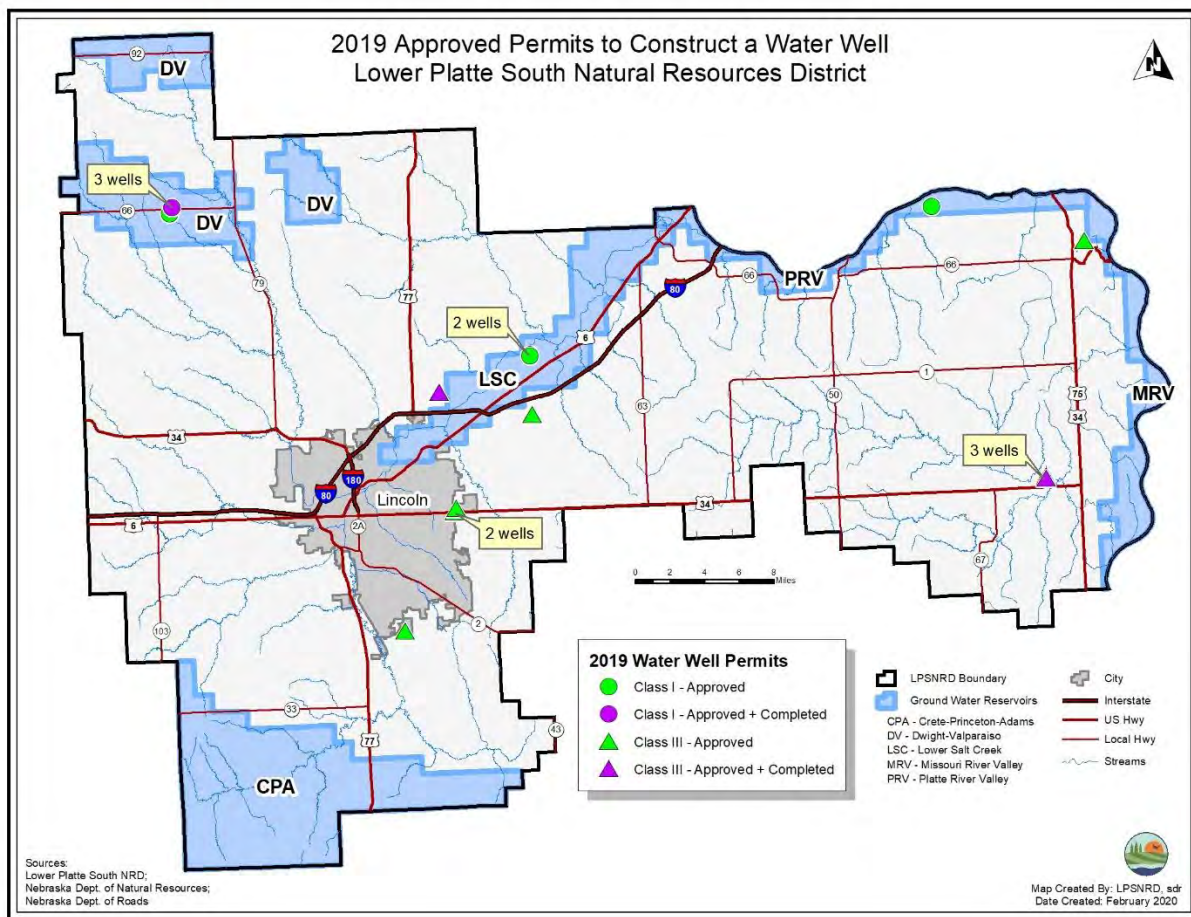 2019 Approved Permits to Construct a Water Well
Lower Platte South Natural Resources District
N
92
DV
3 wells
66
DV
DV
79
77
2 wells
LSC
6
80
66
PRV
66
63
1
50
75
34
MRV
3 wells
34
80
180
Lincoln
6
2A
2 wells
34
67
0 2 4 6 8
Miles
103
2
33
77
43
CPA
2019 Water Well Permits
Class I - Approved
Class I - Approved + Completed
Class III - Approved
Class III - Approved + Completed
LPSNRD Boundary
Ground Water Reservoirs
CPA - Crete-Princeton-Adams
DV - Dwight-Valparaiso
LSC - Lower Salt Creek
MRV - Missouri River Valley
PRV - Platte River Valley
City
Interstate
US Hwy
Local Hwy
Streams
Sources:
Lower Platte South NRD;
Nebraska Dept. of Natural Resources;
Nebraska Dept. of Roads
Map Created By: LPSNRD, sdr
Date Created: February 2020